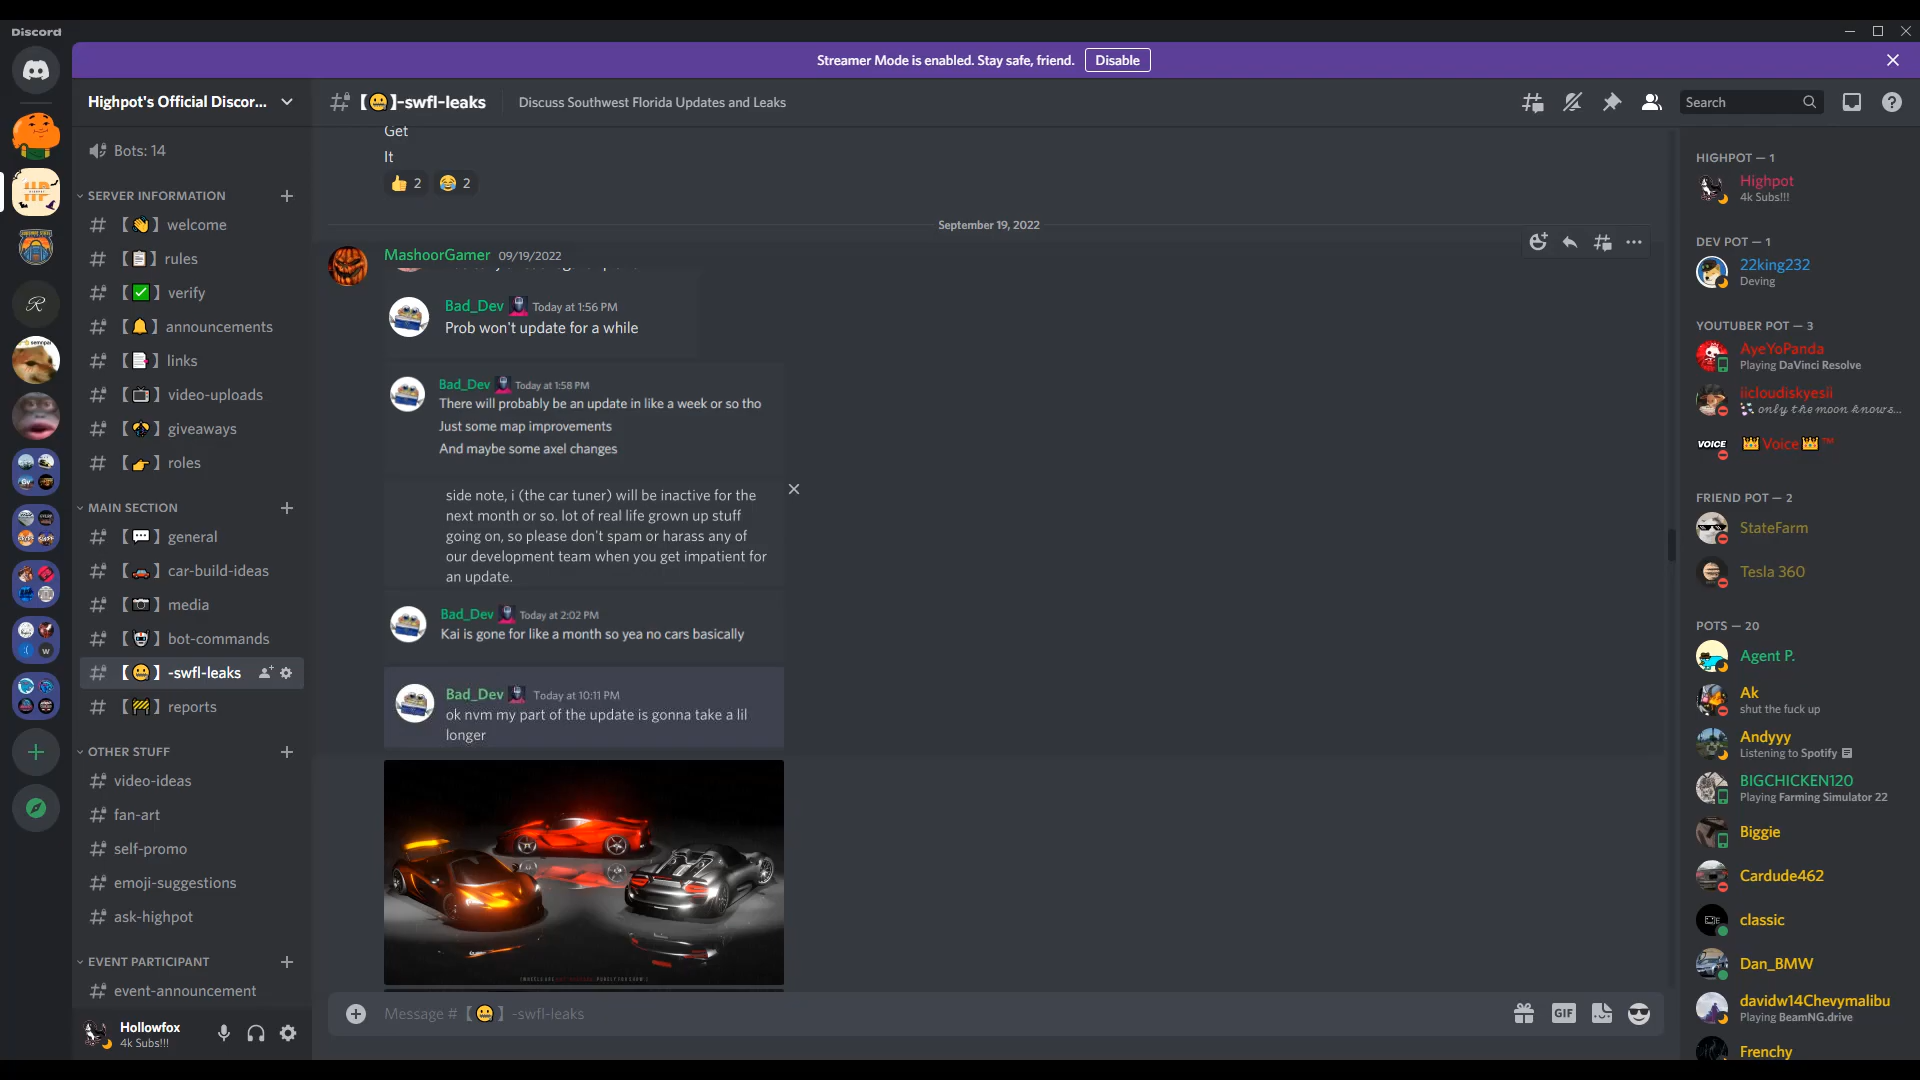 Discord
Streamer Mode is enabled. Stay safe, friend.
Disable
Highpot's Official Discor...
【🤐】-swfl-leaks
Discuss Southwest Florida Updates and Leaks
Search
Bots: 14
SERVER INFORMATION
【👋】welcome
【📋】rules
【✅】verify
【🔔】announcements
【📑】links
【📺】video-uploads
【🎁】giveaways
【👉】roles
MAIN SECTION
【💬】general
【🚗】car-build-ideas
【📷】media
【🤖】bot-commands
【🤐】-swfl-leaks
【🚧】reports
OTHER STUFF
video-ideas
fan-art
self-promo
emoji-suggestions
ask-highpot
EVENT PARTICIPANT
event-announcement
Hollowfox
4k Subs!!!
Get
It
👍 2 😂 2
September 19, 2022
MashoorGamer 09/19/2022
Bad_Dev Today at 1:56 PM
Prob won't update for a while
Bad_Dev Today at 1:58 PM
There will probably be an update in like a week or so tho
Just some map improvements
And maybe some axel changes
side note, i (the car tuner) will be inactive for the
next month or so. lot of real life grown up stuff
going on, so please don't spam or harass any of
our development team when you get impatient for
an update.
Bad_Dev Today at 2:02 PM
Kai is gone for like a month so yea no cars basically
Bad_Dev Today at 10:11 PM
ok nvm my part of the update is gonna take a lil
longer
Message #【🤐】-swfl-leaks
GIF
HIGHPOT — 1
Highpot
4k Subs!!!
DEV POT — 1
22king232
Deving
YOUTUBER POT — 3
AyeYoPanda
Playing DaVinci Resolve
iicloudiskyesii
only the moon knows...
VOICE
👑Voice👑™
FRIEND POT — 2
StateFarm
Tesla 360
POTS — 20
Agent P.
Ak
shut the fuck up
Andyyy
Listening to Spotify
BIGCHICKEN120
Playing Farming Simulator 22
Biggie
Cardude462
classic
Dan_BMW
davidw14Chevymalibu
Playing BeamNG.drive
Frenchy